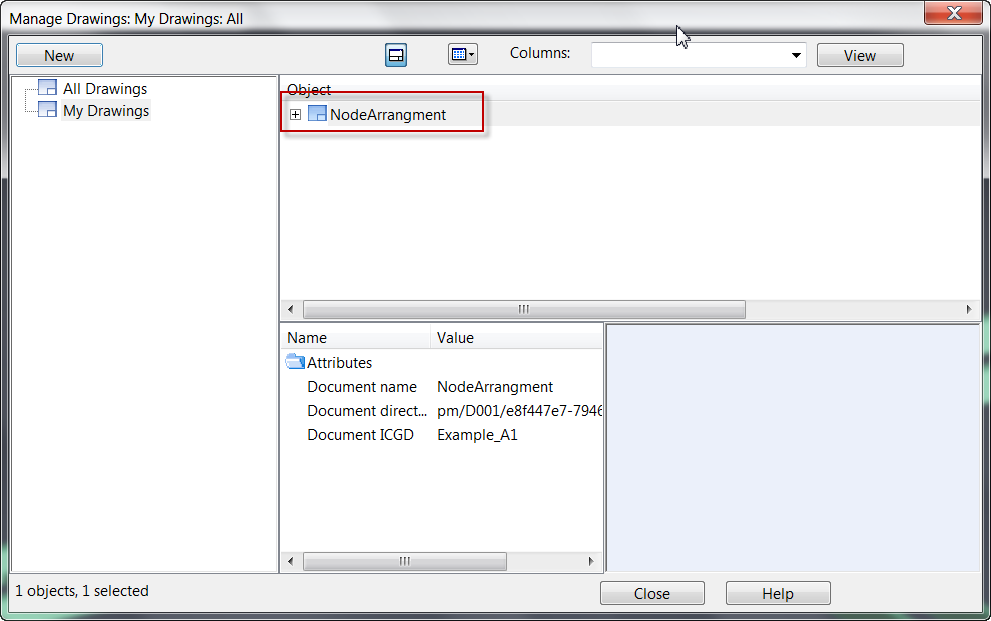 Manage Drawings: My Drawings: All
New
Columns:
View
All Drawings
My Drawings
Object
NodeArrangment
Name Value
Attributes
Document name NodeArrangment
Document direct... pm/D001/e8f447e7-7946
Document ICGD Example_A1
1 objects, 1 selected
Close
Help